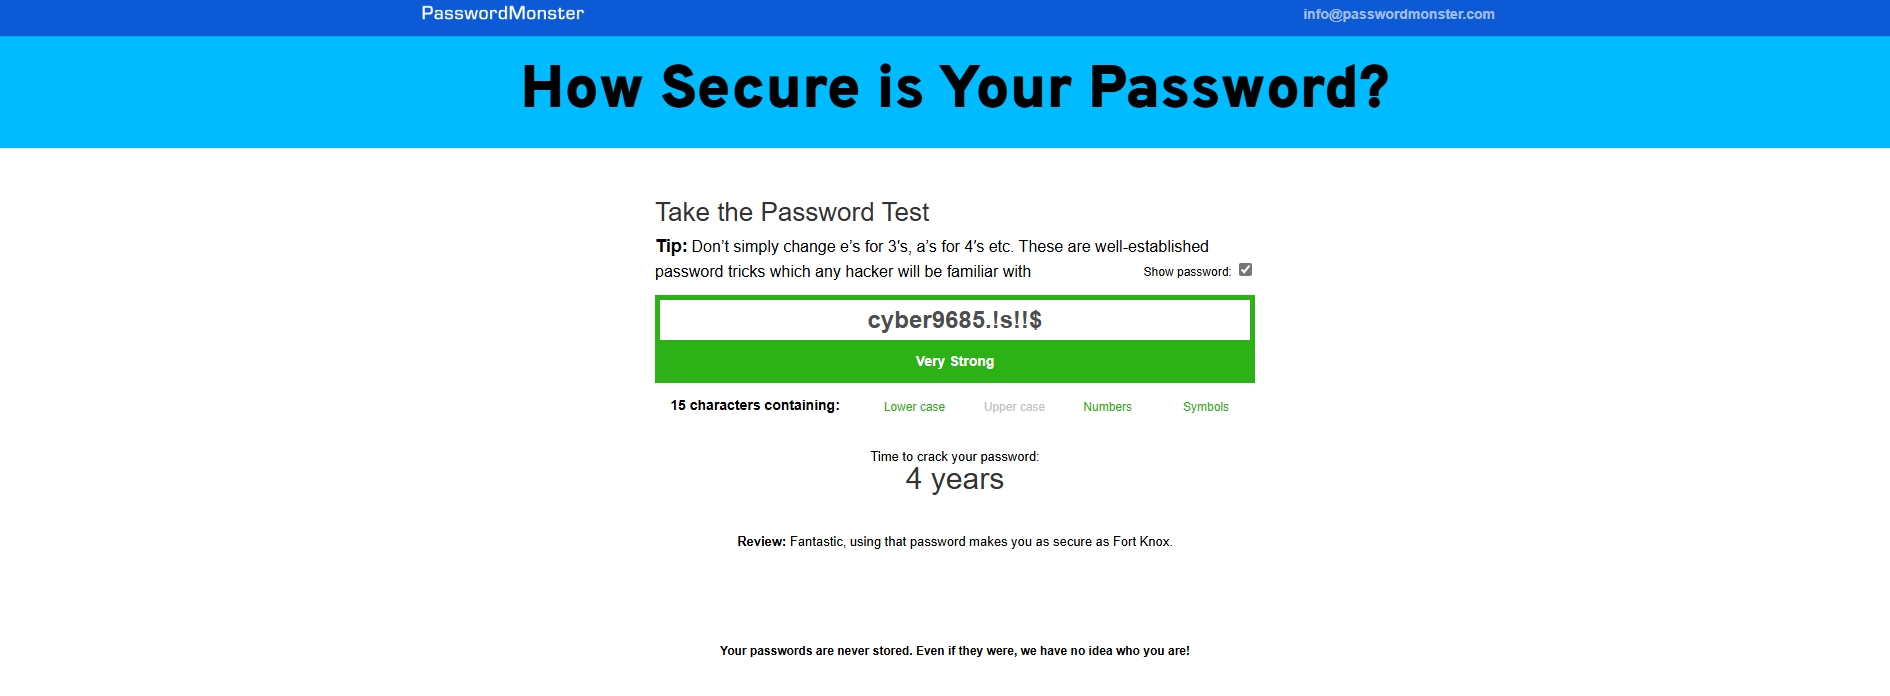 PasswordMonster
info@passwordmonster.com
How Secure is Your Password?
Take the Password Test
Tip: Don’t simply change e’s for 3′s, a’s for 4′s etc. These are well-established
password tricks which any hacker will be familiar with
Show password:
cyber9685.!s!!$
Very Strong
15 characters containing: Lower case Upper case Numbers Symbols
Time to crack your password:
4 years
Review: Fantastic, using that password makes you as secure as Fort Knox.
Your passwords are never stored. Even if they were, we have no idea who you are!